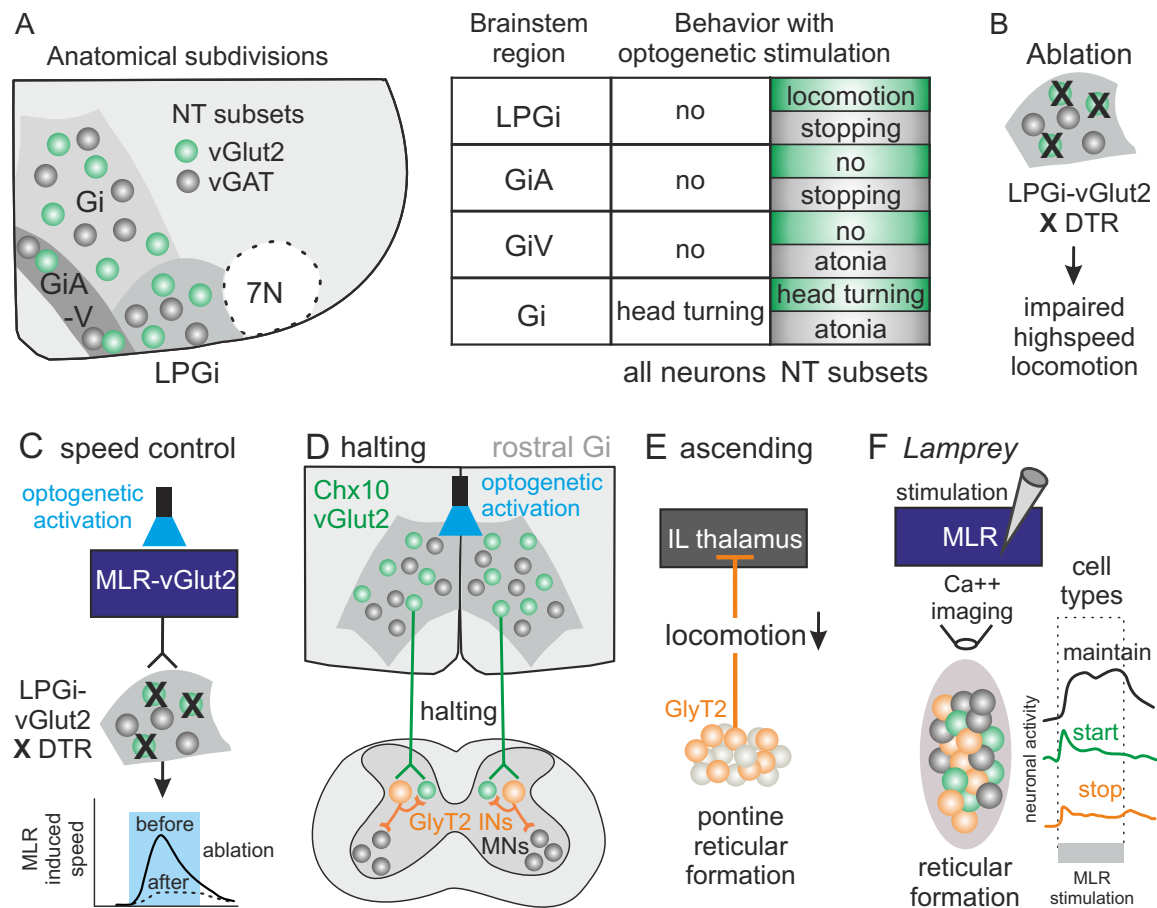 A
Anatomical subdivisions
NT subsets
vGlut2
vGAT
Gi
GiA
-V
7N
LPGi
Brainstem
region
Behavior with
optogenetic stimulation
LPGi
no
locomotion
stopping
GiA
no
no
stopping
GiV
no
no
atonia
Gi
head turning
head turning
atonia
all neurons
NT subsets
B
Ablation
X
X
X
LPGi-vGlut2
X DTR
impaired
highspeed
locomotion
C speed control
optogenetic
activation
MLR-vGlut2
LPGi-
vGlut2
X DTR
X
X
X
MLR
induced
speed
before
after
ablation
D halting
rostral Gi
Chx10
vGlut2
optogenetic
activation
halting
GlyT2 INs
MNs
E ascending
IL thalamus
locomotion
GlyT2
pontine
reticular
formation
F Lamprey
stimulation
MLR
Ca++
imaging
cell
types
maintain
start
stop
neuronal activity
reticular
formation
MLR
stimulation